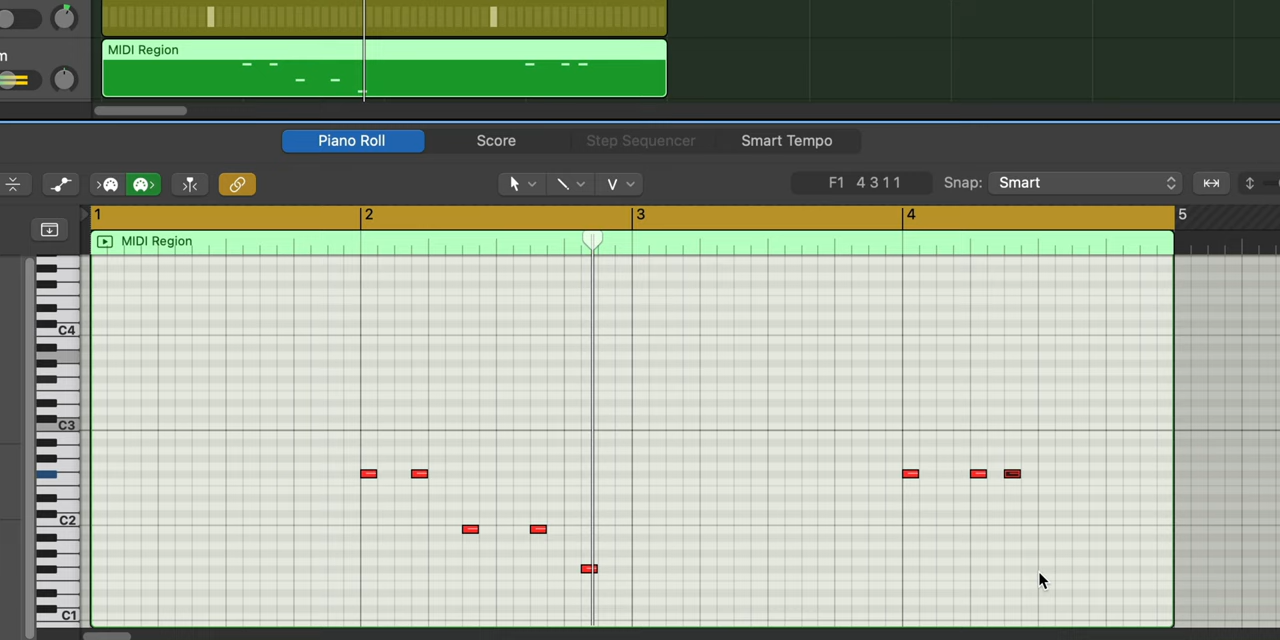 m
MIDI Region
Piano Roll
Score
Step Sequencer
Smart Tempo
V
F1 4 3 1 1
Snap:
Smart
1
2
3
4
5
MIDI Region
C4
C3
C2
C1